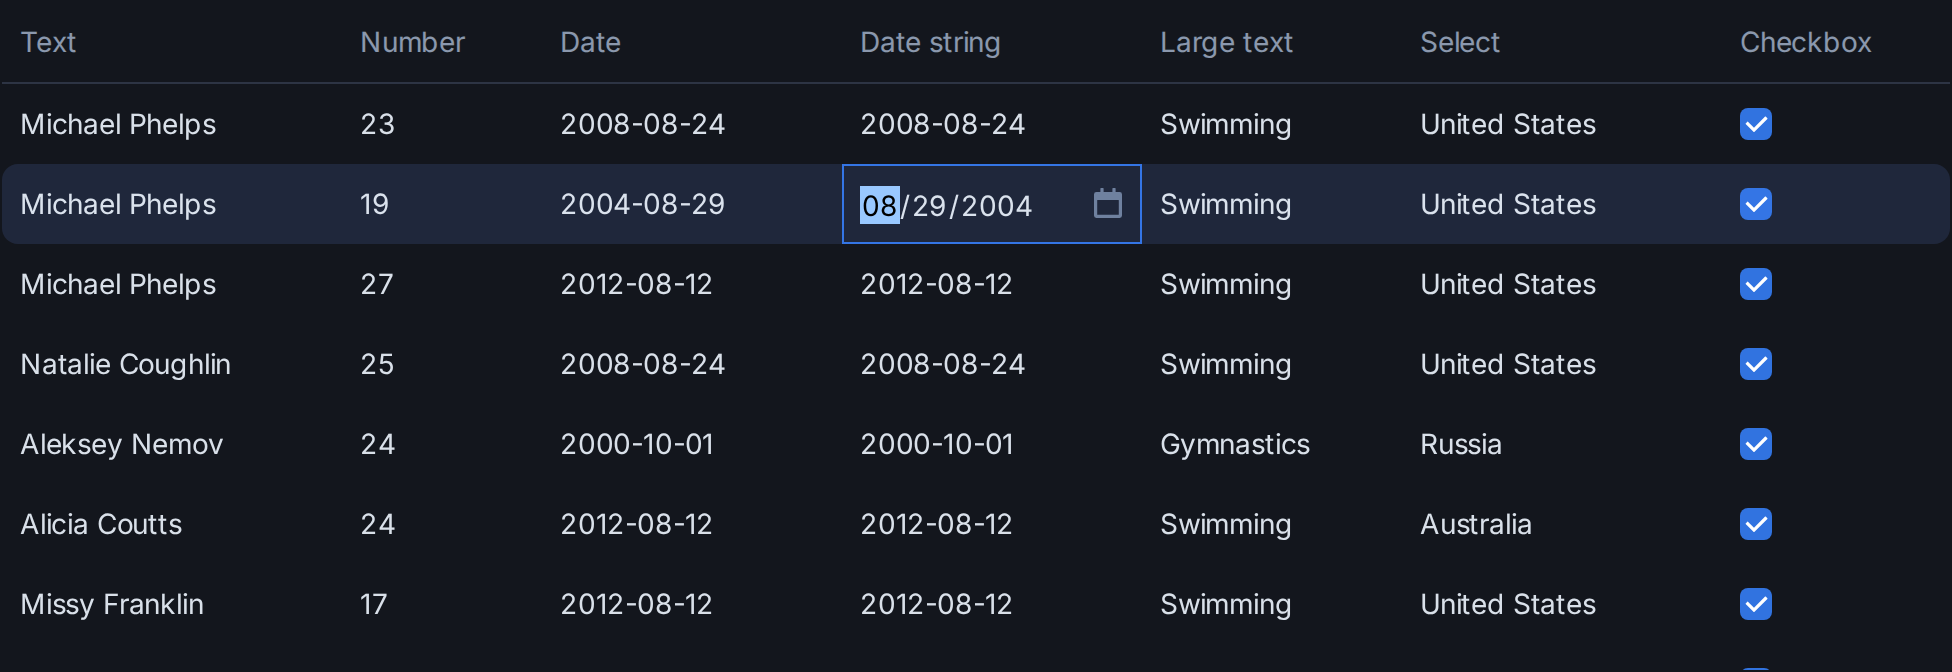 Text Number Date Date string Large text Select Checkbox
Michael Phelps 23 2008-08-24 2008-08-24 Swimming United States
Michael Phelps 19 2004-08-29 08/29/2004 Swimming United States
Michael Phelps 27 2012-08-12 2012-08-12 Swimming United States
Natalie Coughlin 25 2008-08-24 2008-08-24 Swimming United States
Aleksey Nemov 24 2000-10-01 2000-10-01 Gymnastics Russia
Alicia Coutts 24 2012-08-12 2012-08-12 Swimming Australia
Missy Franklin 17 2012-08-12 2012-08-12 Swimming United States